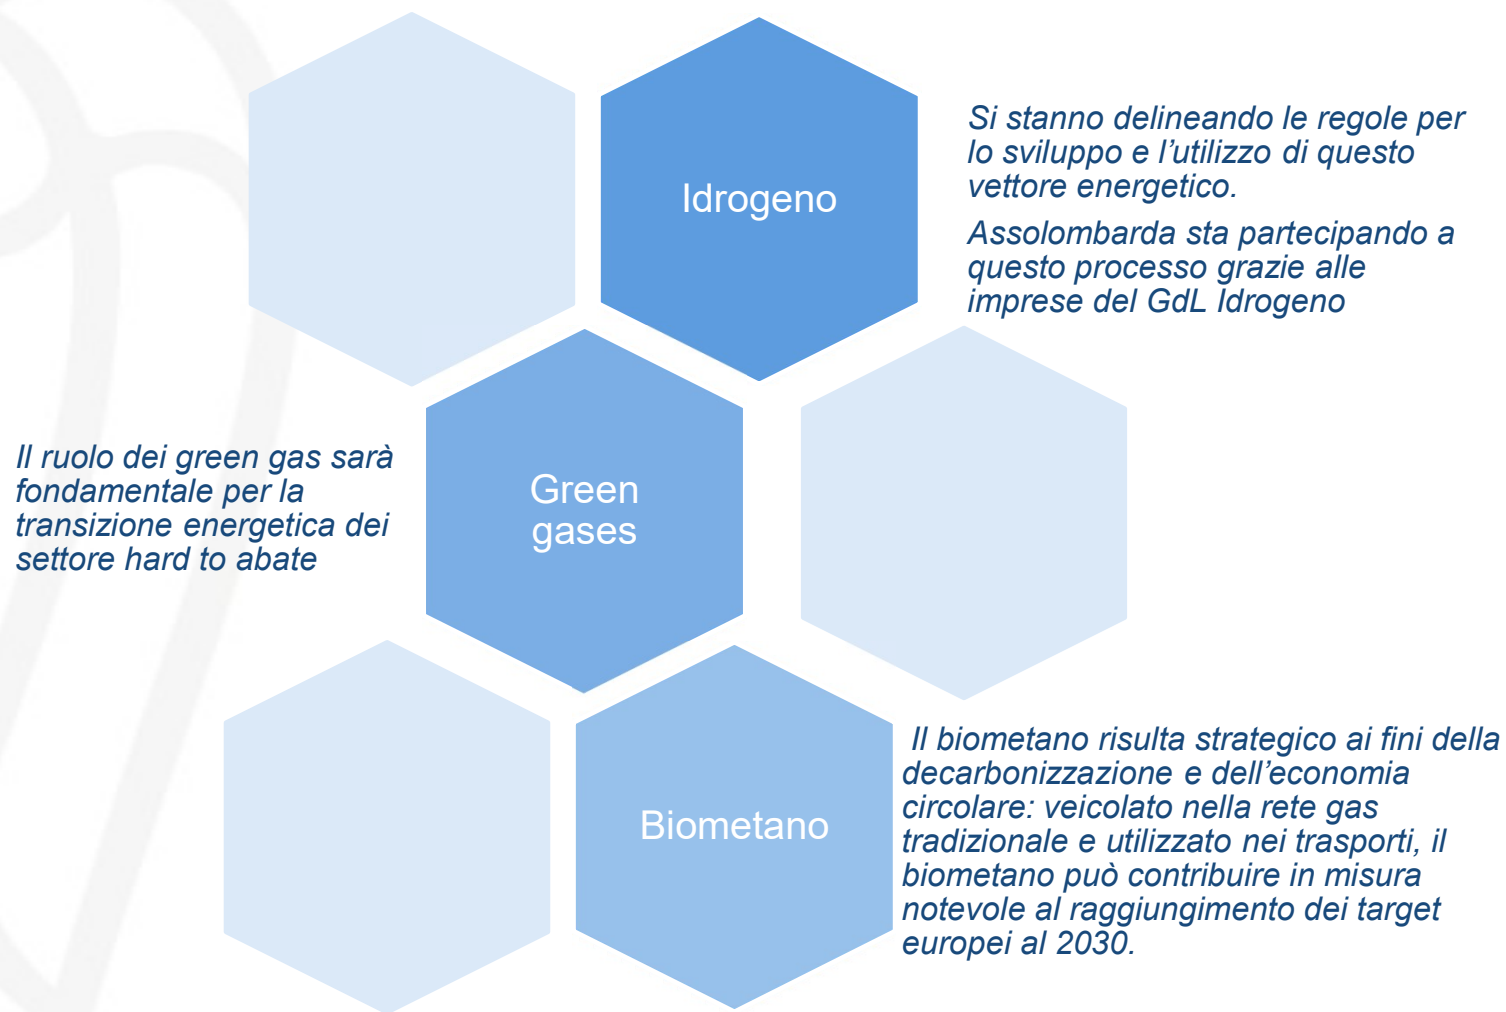 Idrogeno
Si stanno delineando le regole per
lo sviluppo e l’utilizzo di questo
vettore energetico.
Assolombarda sta partecipando a
questo processo grazie alle
imprese del GdL Idrogeno
Il ruolo dei green gas sarà
fondamentale per la
transizione energetica dei
settore hard to abate
Green
gases
Biometano
Il biometano risulta strategico ai fini della
decarbonizzazione e dell’economia
circolare: veicolato nella rete gas
tradizionale e utilizzato nei trasporti, il
biometano può contribuire in misura
notevole al raggiungimento dei target
europei al 2030.